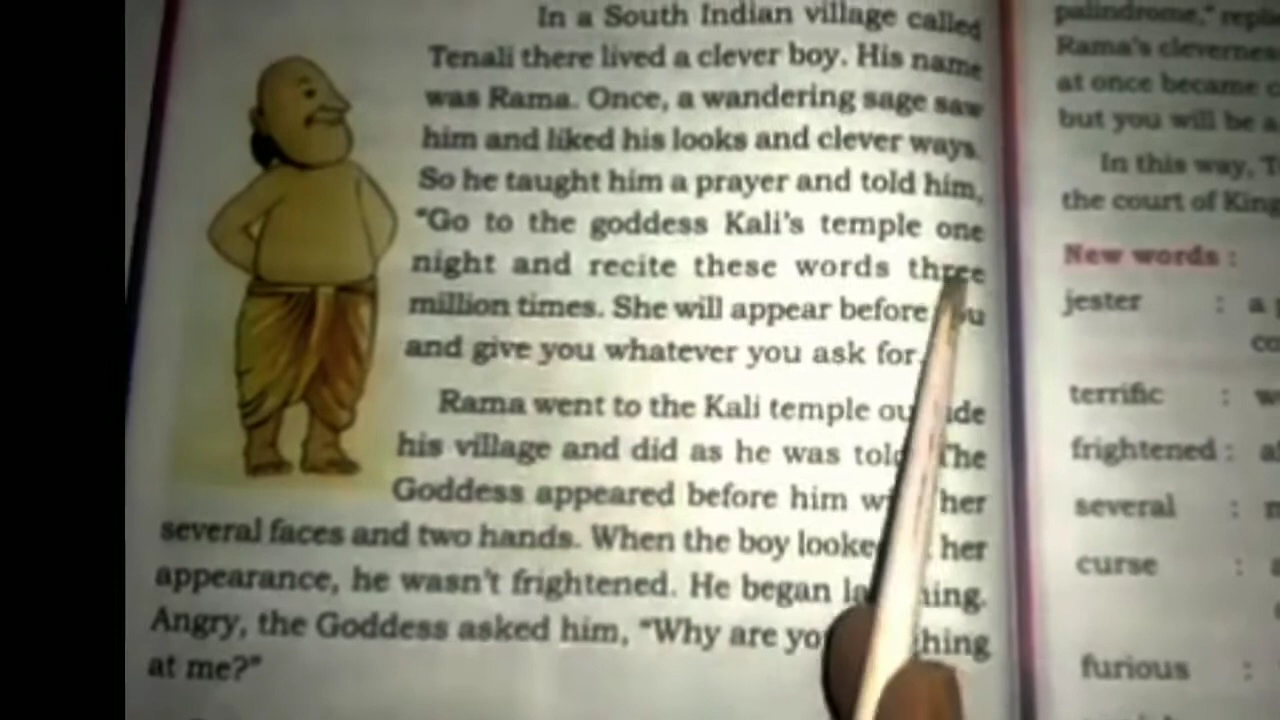 In a South Indian village called
Tenali there lived a clever boy. His name
was Rama. Once, a wandering sage saw
him and liked his looks and clever ways.
So he taught him a prayer and told him,
"Go to the goddess Kali's temple one
night and recite these words three
million times. She will appear before
and give you whatever you ask for.
Rama went to the Kali temple
his village and did as he was The
Goddess appeared before him her
several faces and two hands. When the boy her
appearance, he wasn't frightened. He began
Angry, the Goddess asked him, "Why are
at me?"
palindrome,"
Rama's
at once became
but you will be a
In this way,
the court of King
New words :
jester :
terrific :
frightened :
several :
curse :
furious :